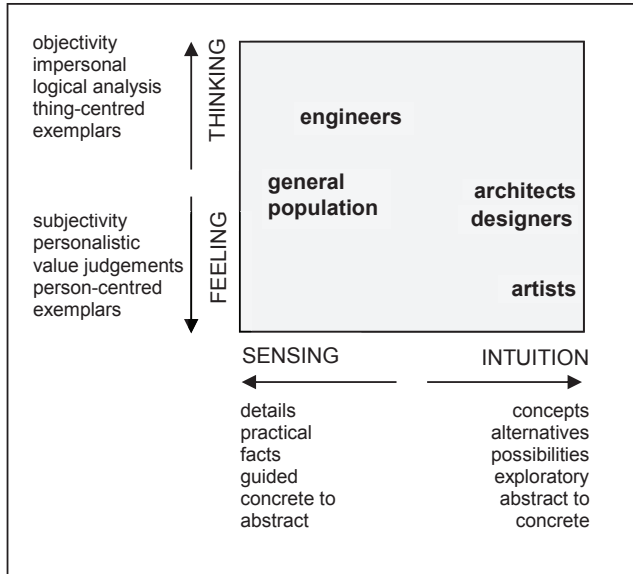 objectivity
impersonal
logical analysis
thing-centred
exemplars
THINKING
engineers
general
population
architects
designers
subjectivity
personalistic
value judgements
person-centred
exemplars
FEELING
artists
SENSING
INTUITION
details
practical
facts
guided
concrete to
abstract
concepts
alternatives
possibilities
exploratory
abstract to
concrete